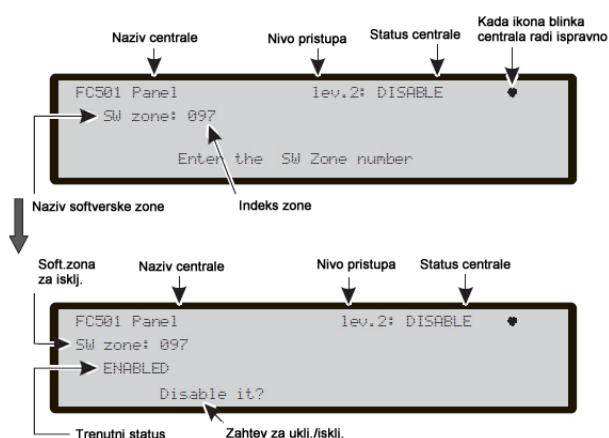 Kada ikona blinka
centrala radi ispravno
Naziv centrale
Nivo pristupa
Status centrale
FC501 Panel lev.2: DISABLE
SW zone: 097
Enter the SW Zone number
Naziv softverske zone
Indeks zone
Soft.zona
za isklj.
Naziv centrale
Nivo pristupa
Status centrale
FC501 Panel lev.2: DISABLE
SW zone: 097
ENABLED
Disable it?
Trenutni status
Zahtev za uklj./isklj.